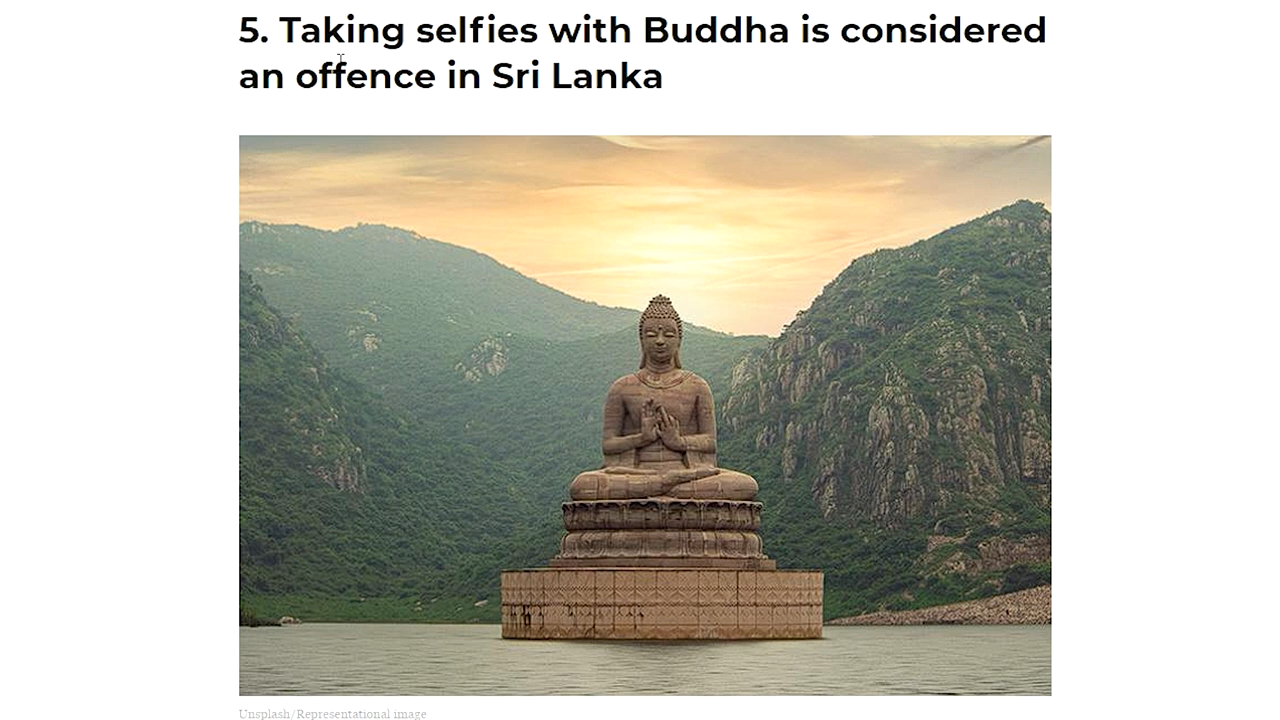 5. Taking selfies with Buddha is considered
an offence in Sri Lanka
Unsplash/Representational image